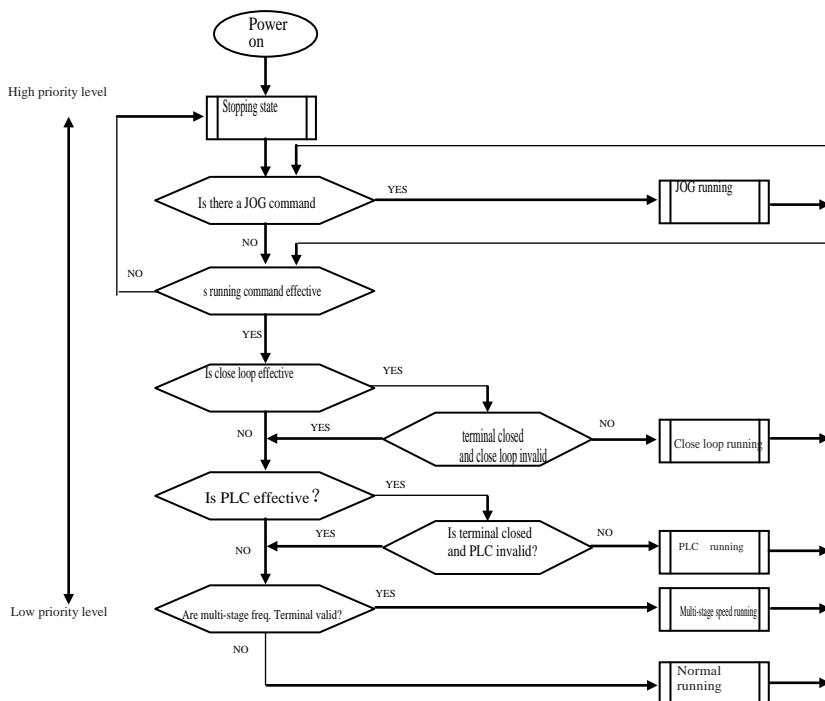 Power
on
High priority level
Stopping state
Is there a JOG command
YES
JOG running
NO
NO
s running command effective
YES
Is close loop effective
YES
NO
YES
terminal closed
and close loop invalid
NO
Close loop running
Is PLC effective？
YES
NO
YES
Is terminal closed
and PLC invalid?
NO
PLC running
Low priority level
Are multi-stage freq. Terminal valid?
YES
Multi-stage speed running
NO
Normal
running